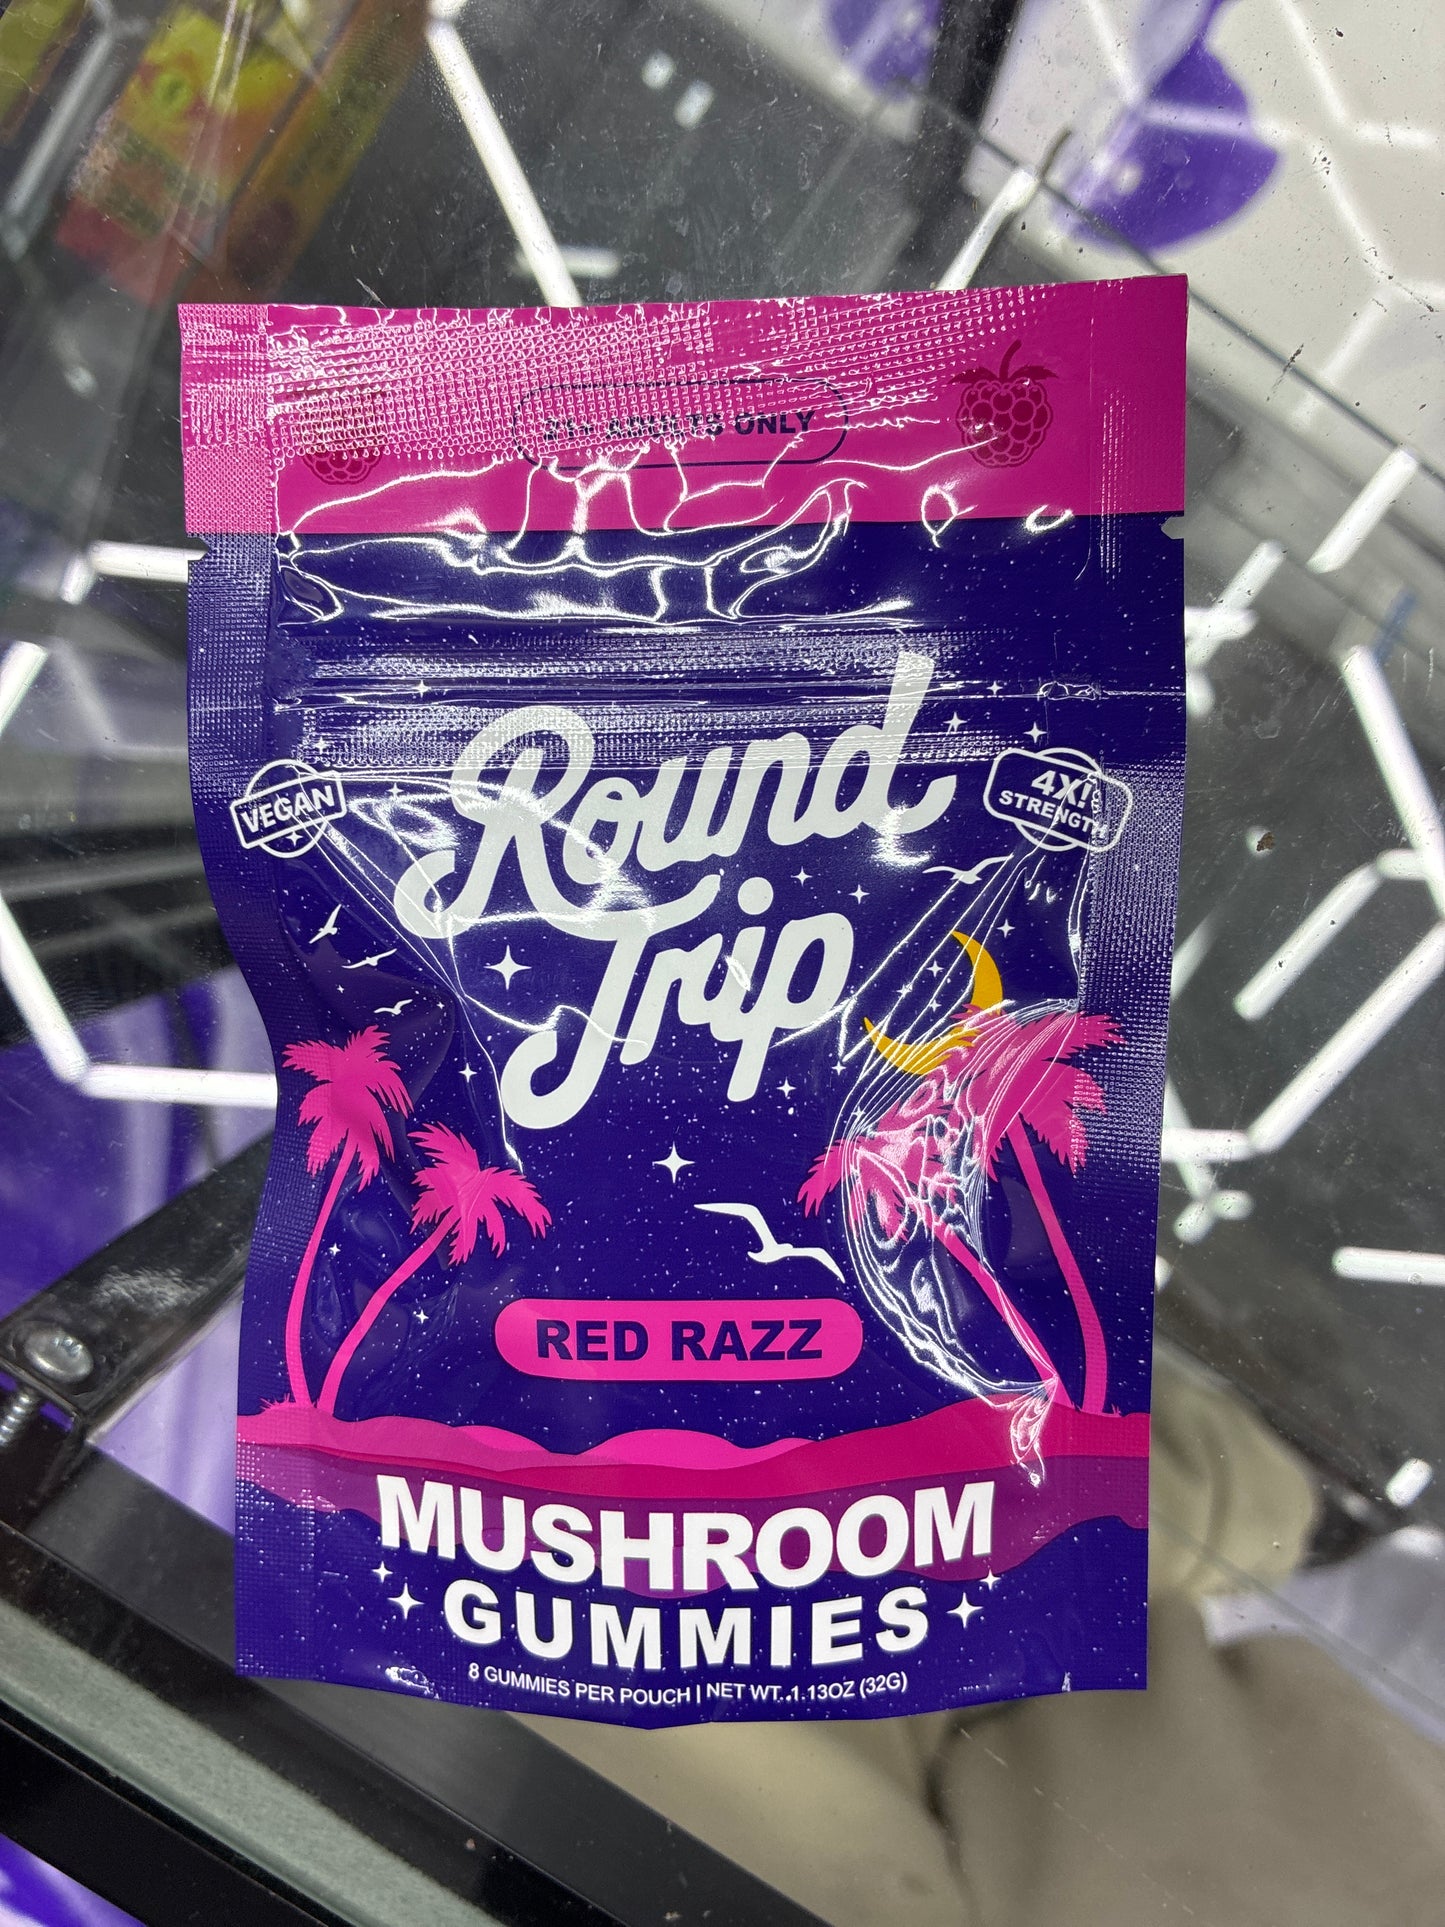 21+ ADULTS ONLY
Round
Trip
VEGAN
4X!
STRENGTH
RED RAZZ
MUSHROOM
GUMMIES
8 GUMMIES PER POUCH | NET WT. 1.13OZ (32G)